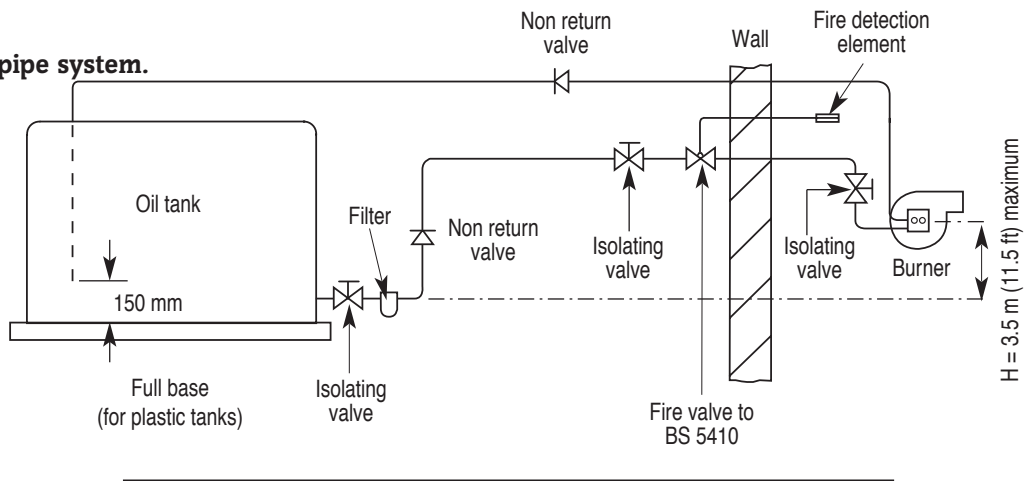 pipe system.
Non return
valve
Wall
Fire detection
element
Oil tank
Filter
Non return
valve
Isolating
valve
Isolating
valve
Burner
150 mm
H = 3.5 m (11.5 ft) maximum
Full base
(for plastic tanks)
Isolating
valve
Fire valve to
BS 5410